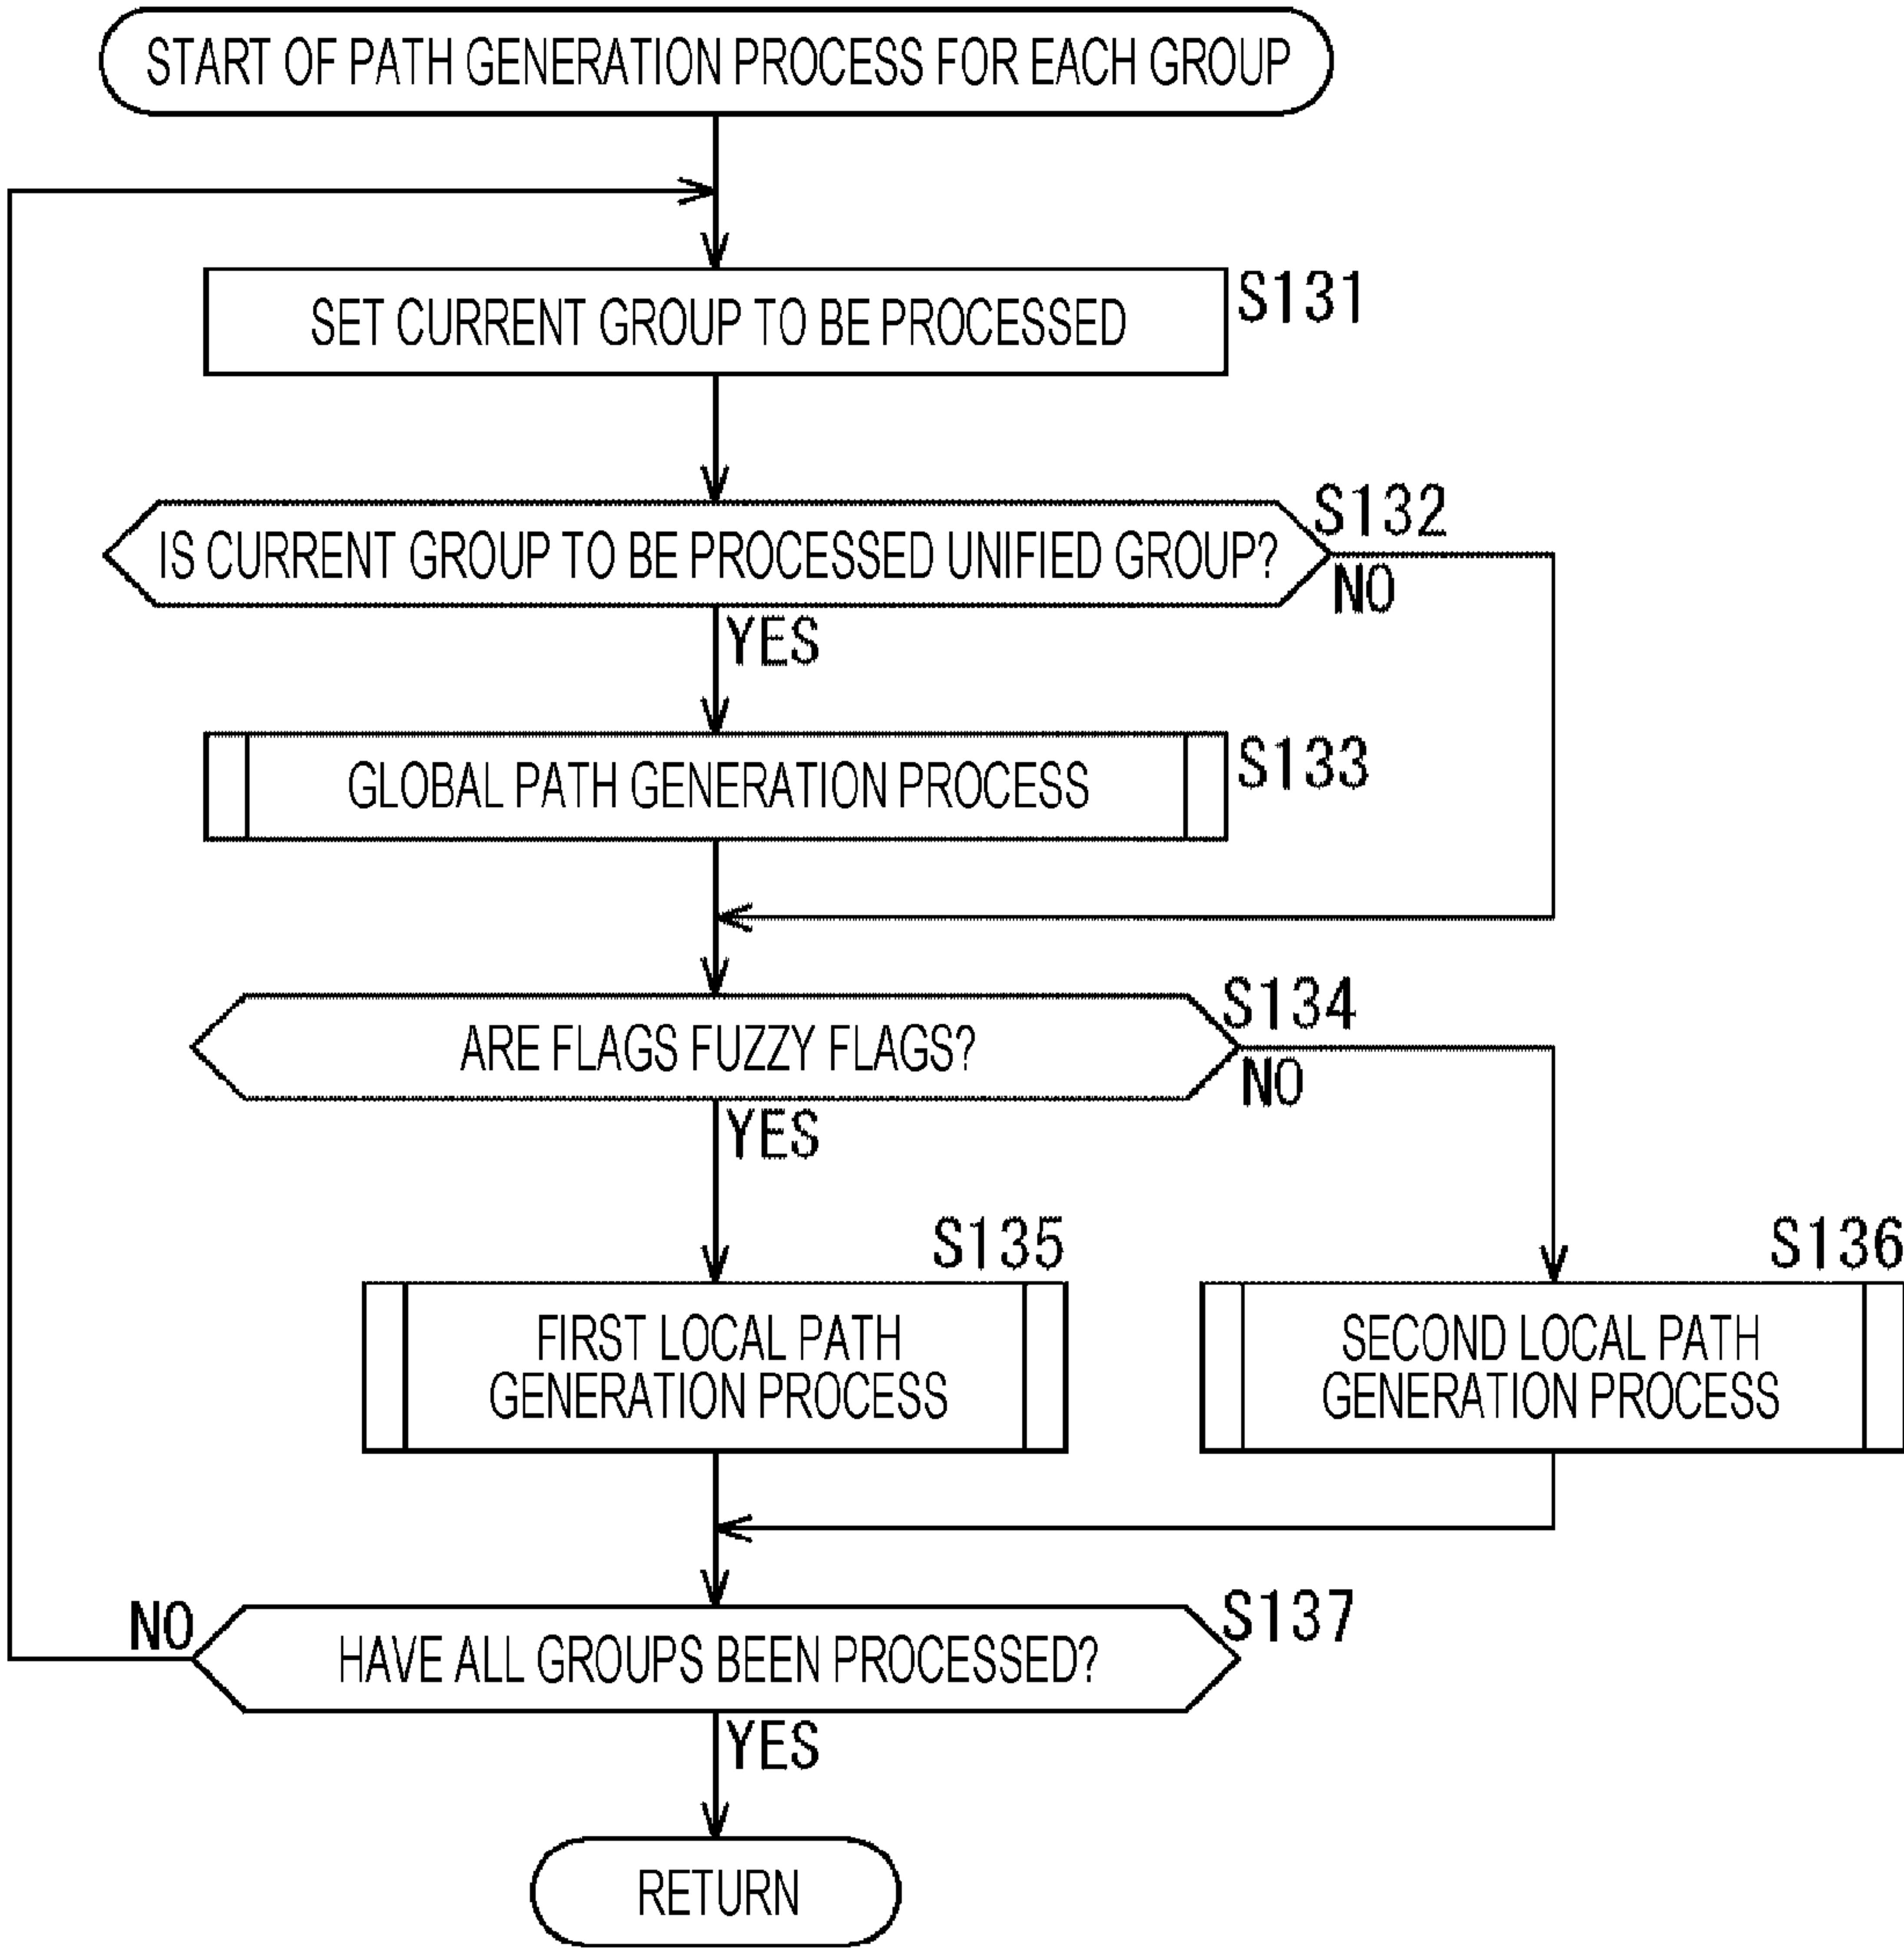 START OF PATH GENERATION PROCESS FOR EACH GROUP
SET CURRENT GROUP TO BE PROCESSED
S131
IS CURRENT GROUP TO BE PROCESSED UNIFIED GROUP?
S132
NO
YES
GLOBAL PATH GENERATION PROCESS
S133
ARE FLAGS FUZZY FLAGS?
S134
NO
YES
S135
FIRST LOCAL PATH
GENERATION PROCESS
S136
SECOND LOCAL PATH
GENERATION PROCESS
NO
HAVE ALL GROUPS BEEN PROCESSED?
S137
YES
RETURN